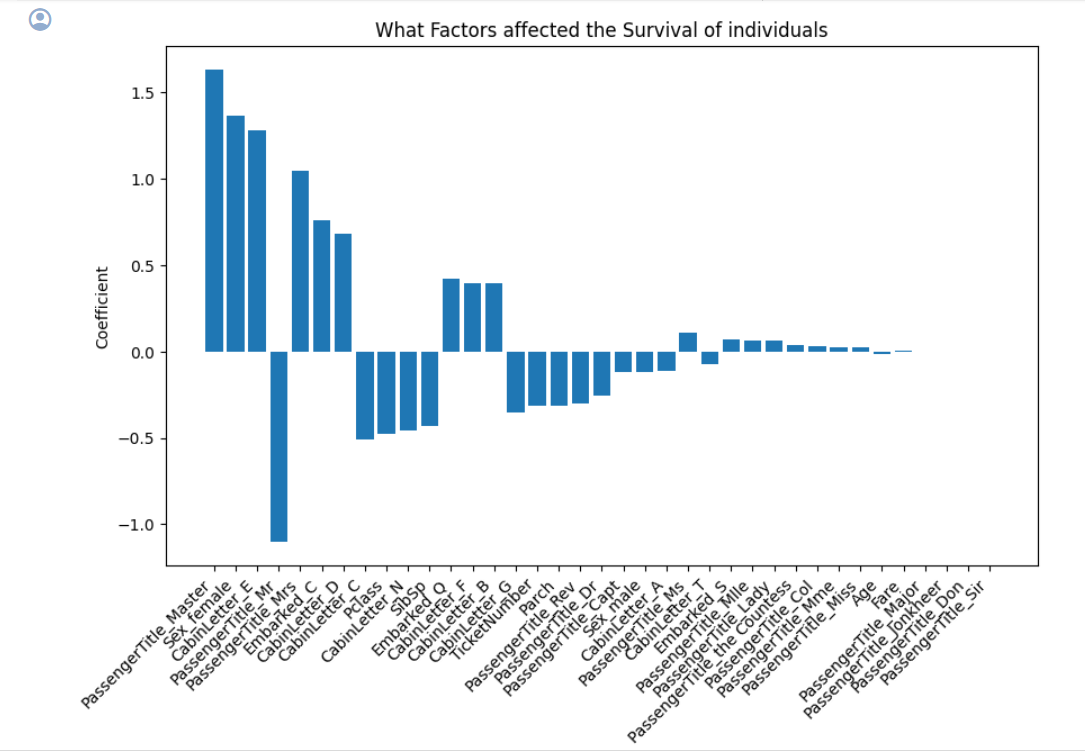 What Factors affected the Survival of individuals
1.5
1.0
0.5
0.0
−0.5
−1.0
Coefficient
PassengerTitle_Master
Sex_female
CabinLetter_E
PassengerTitle_Mr
PassengerTitle_Mrs
Embarked_C
CabinLetter_D
CabinLetter_C
Pclass
CabinLetter_N
SibSp
Embarked_Q
CabinLetter_F
CabinLetter_B
CabinLetter_G
TicketNumber
Parch
PassengerTitle_Rev
PassengerTitle_Dr
PassengerTitle_Capt
Sex_male
CabinLetter_A
PassengerTitle_Ms
CabinLetter_T
Embarked_S
PassengerTitle_Mlle
PassengerTitle_Lady
PassengerTitle_the Countess
PassengerTitle_Col
PassengerTitle_Mme
PassengerTitle_Miss
Age
Fare
PassengerTitle_Major
PassengerTitle_Jonkheer
PassengerTitle_Don
PassengerTitle_Sir